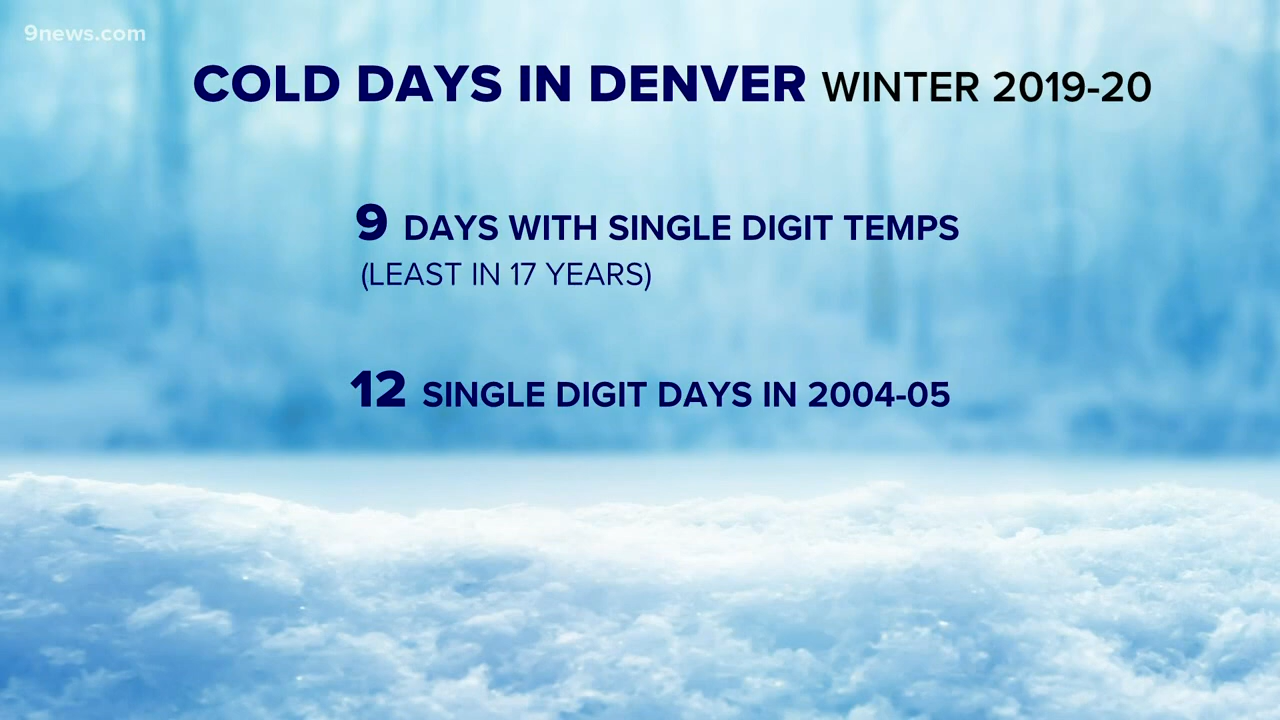 9news.com
COLD DAYS IN DENVER WINTER 2019-20
9 DAYS WITH SINGLE DIGIT TEMPS
(LEAST IN 17 YEARS)
12 SINGLE DIGIT DAYS IN 2004-05